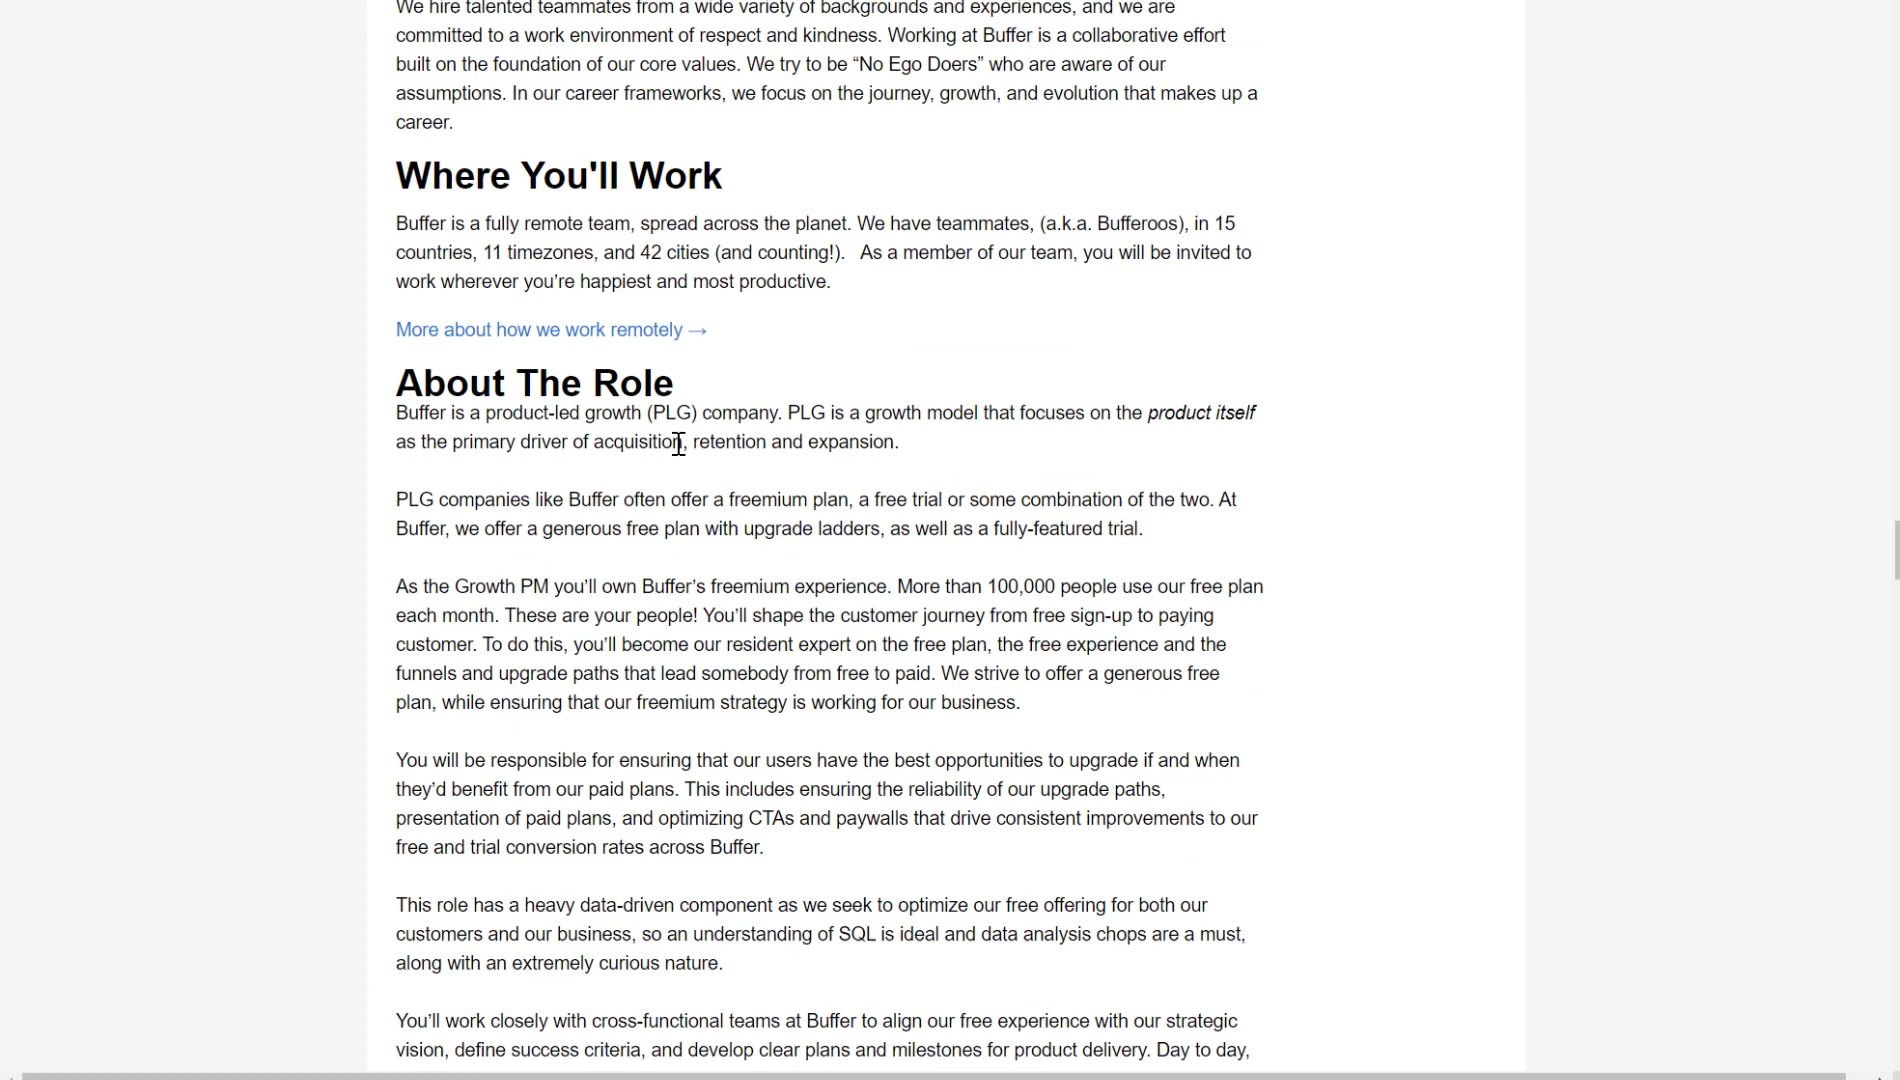 We hire talented teammates from a wide variety of backgrounds and experiences, and we are
committed to a work environment of respect and kindness. Working at Buffer is a collaborative effort
built on the foundation of our core values. We try to be “No Ego Doers” who are aware of our
assumptions. In our career frameworks, we focus on the journey, growth, and evolution that makes up a
career.
Where You'll Work
Buffer is a fully remote team, spread across the planet. We have teammates, (a.k.a. Bufferoos), in 15
countries, 11 timezones, and 42 cities (and counting!).   As a member of our team, you will be invited to
work wherever you’re happiest and most productive.
More about how we work remotely →
About The Role
Buffer is a product-led growth (PLG) company. PLG is a growth model that focuses on the product itself
as the primary driver of acquisition, retention and expansion.
PLG companies like Buffer often offer a freemium plan, a free trial or some combination of the two. At
Buffer, we offer a generous free plan with upgrade ladders, as well as a fully-featured trial.
As the Growth PM you’ll own Buffer’s freemium experience. More than 100,000 people use our free plan
each month. These are your people! You’ll shape the customer journey from free sign-up to paying
customer. To do this, you’ll become our resident expert on the free plan, the free experience and the
funnels and upgrade paths that lead somebody from free to paid. We strive to offer a generous free
plan, while ensuring that our freemium strategy is working for our business.
You will be responsible for ensuring that our users have the best opportunities to upgrade if and when
they’d benefit from our paid plans. This includes ensuring the reliability of our upgrade paths,
presentation of paid plans, and optimizing CTAs and paywalls that drive consistent improvements to our
free and trial conversion rates across Buffer.
This role has a heavy data-driven component as we seek to optimize our free offering for both our
customers and our business, so an understanding of SQL is ideal and data analysis chops are a must,
along with an extremely curious nature.
You’ll work closely with cross-functional teams at Buffer to align our free experience with our strategic
vision, define success criteria, and develop clear plans and milestones for product delivery. Day to day,